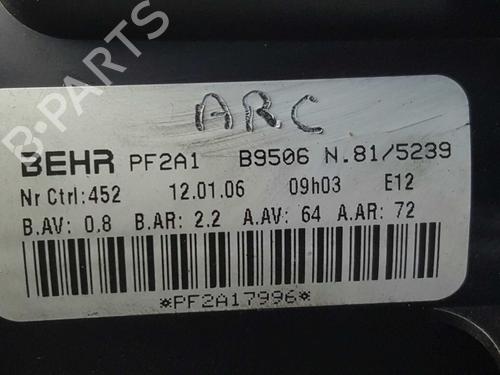 ARC
BEHR PF2A1 B9506 N.81/5239
Nr Ctrl:452 12.01.06 09h03 E12
B.AV: 0.8 B.AR: 2.2 A.AV: 64 A.AR: 72
*PF2A17996*
B-PARTS